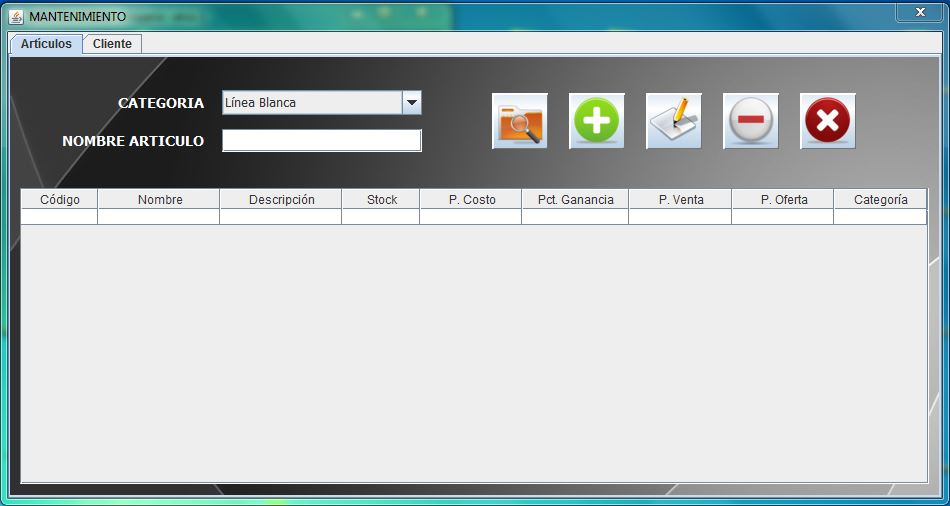 MANTENIMIENTO
Artículos Cliente
CATEGORIA Línea Blanca
NOMBRE ARTICULO
Código Nombre Descripción Stock P. Costo Pct. Ganancia P. Venta P. Oferta Categoría